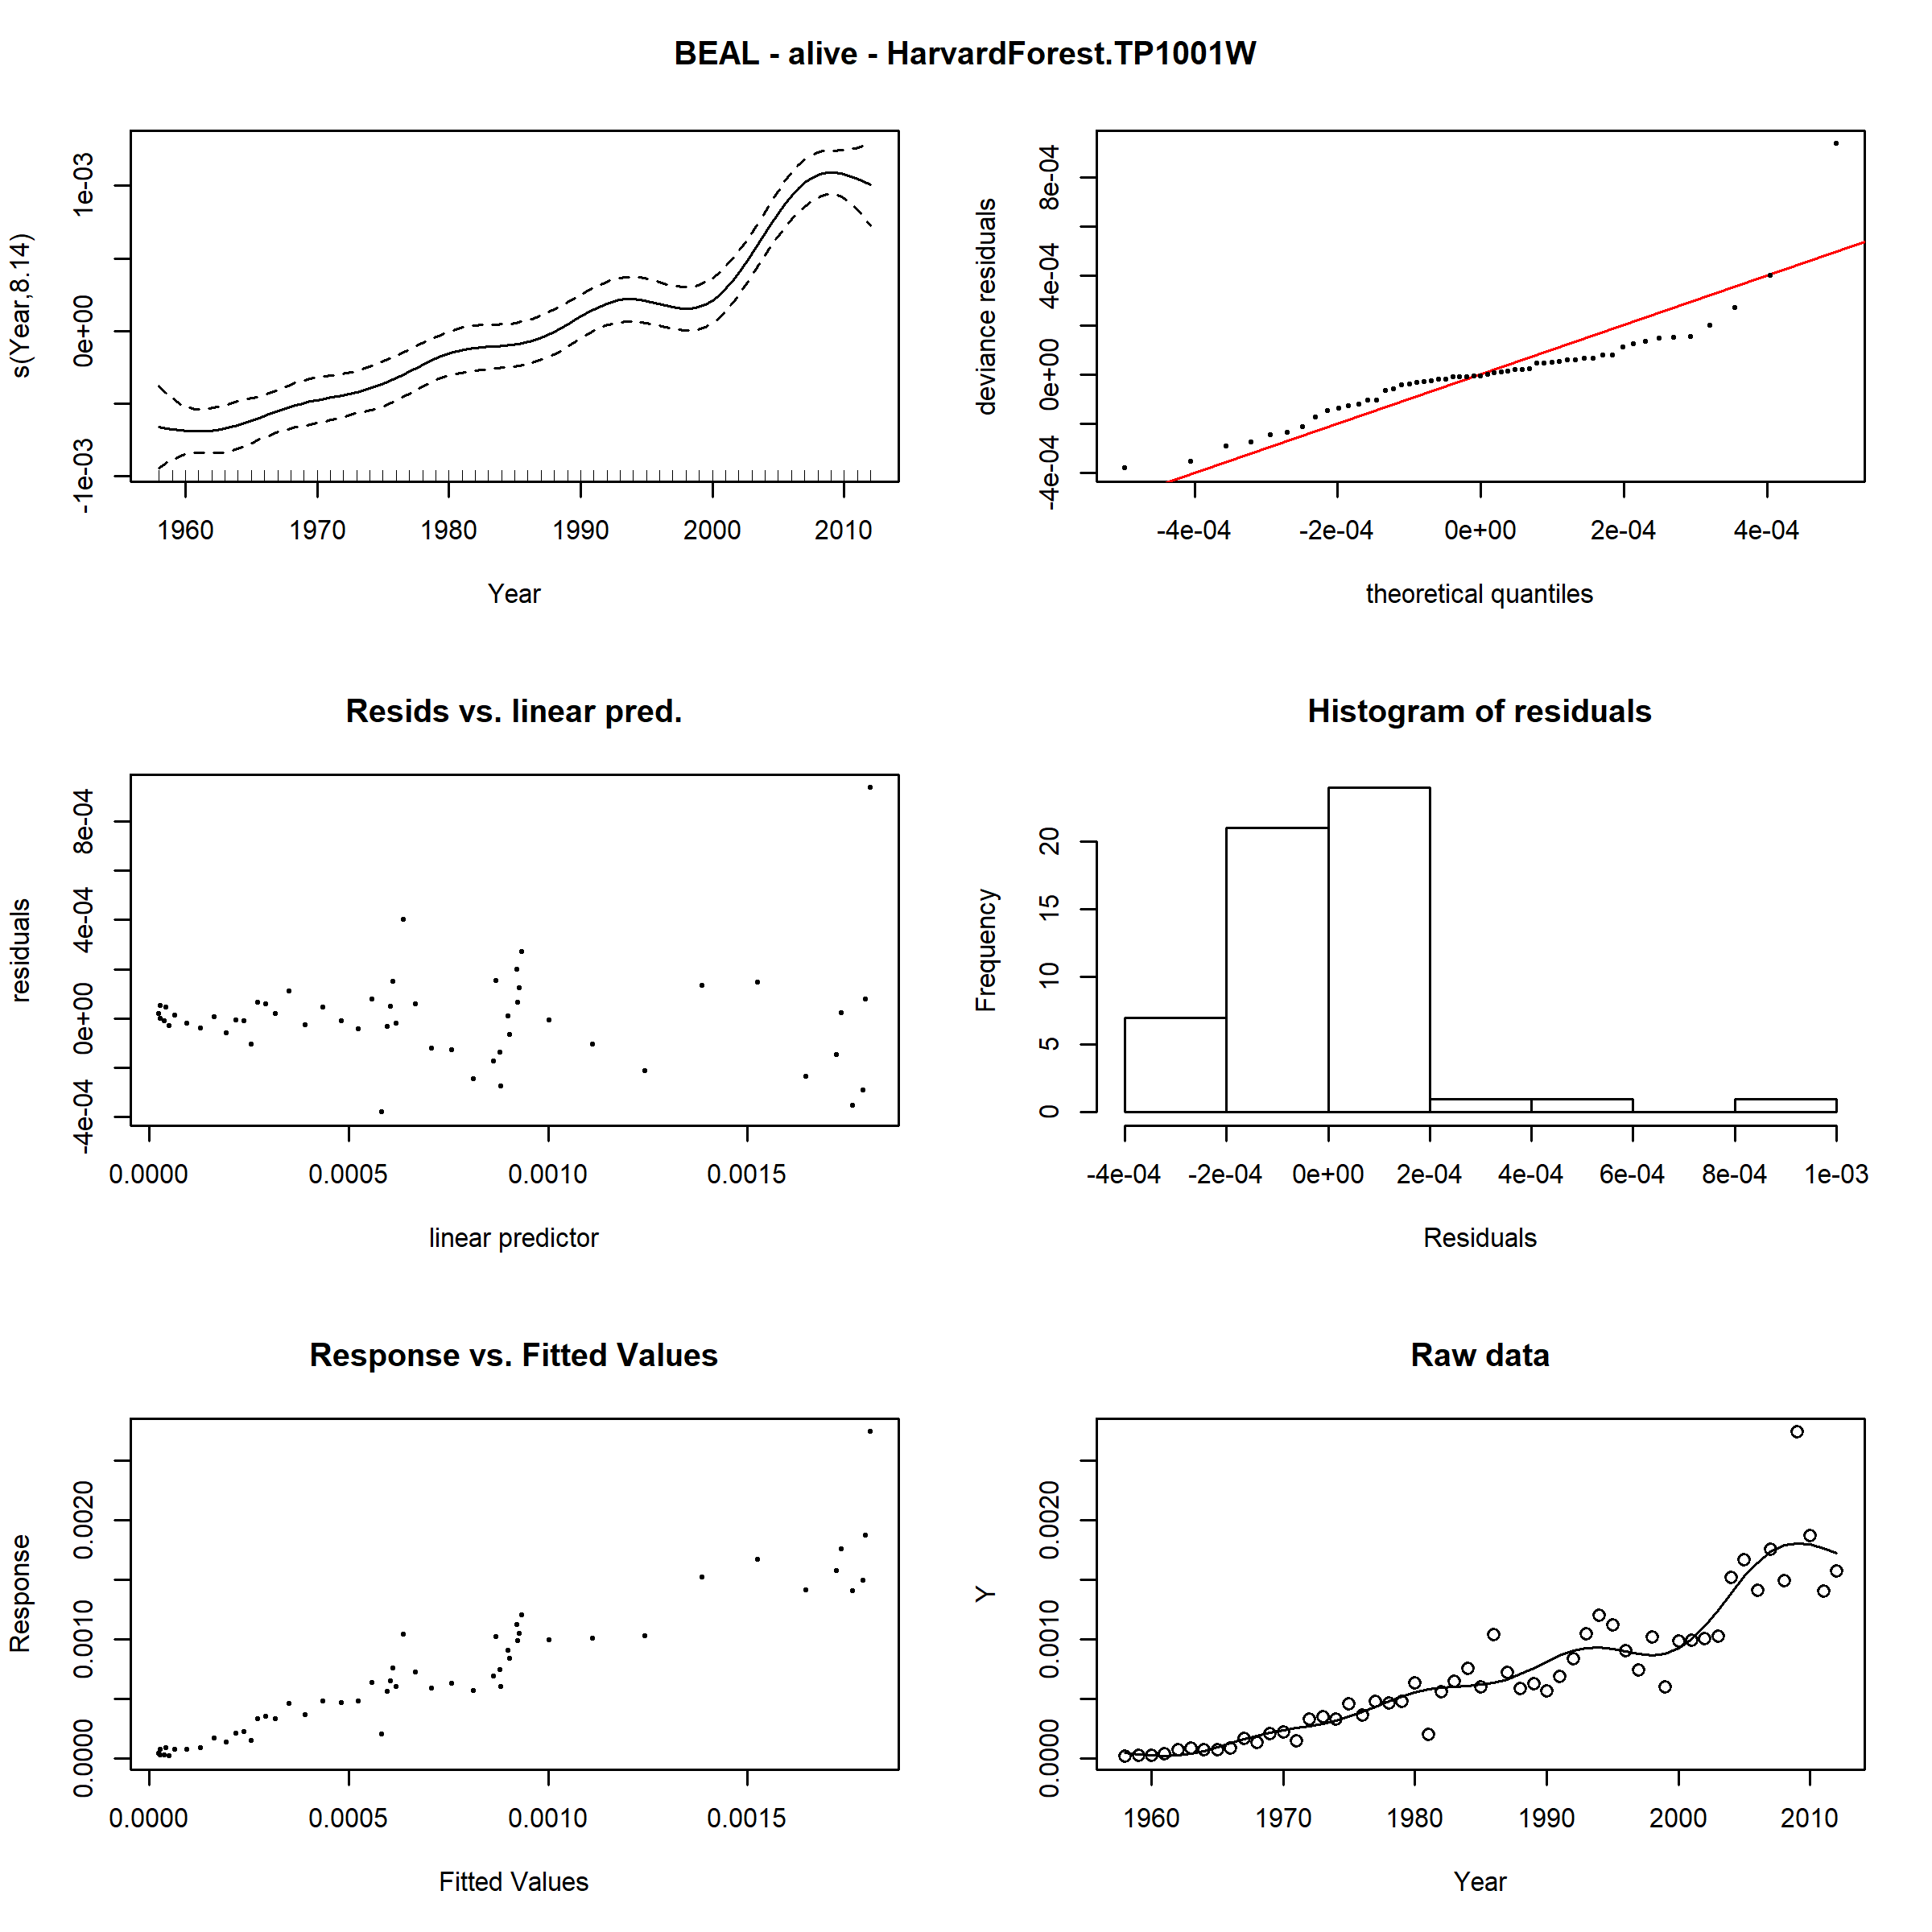 BEAL - alive - HarvardForest.TP1001W
s(Year,8.14)
-1e-03 0e+00 1e-03
1960 1970 1980 1990 2000 2010
Year
deviance residuals
-4e-04 0e+00 4e-04 8e-04
-4e-04 -2e-04 0e+00 2e-04 4e-04
theoretical quantiles
Resids vs. linear pred.
residuals
-4e-04 0e+00 4e-04 8e-04
0.0000 0.0005 0.0010 0.0015
linear predictor
Histogram of residuals
Frequency
0 5 10 15 20
-4e-04 -2e-04 0e+00 2e-04 4e-04 6e-04 8e-04 1e-03
Residuals
Response vs. Fitted Values
Response
0.0000 0.0010 0.0020
0.0000 0.0005 0.0010 0.0015
Fitted Values
Raw data
Y
0.0000 0.0010 0.0020
1960 1970 1980 1990 2000 2010
Year